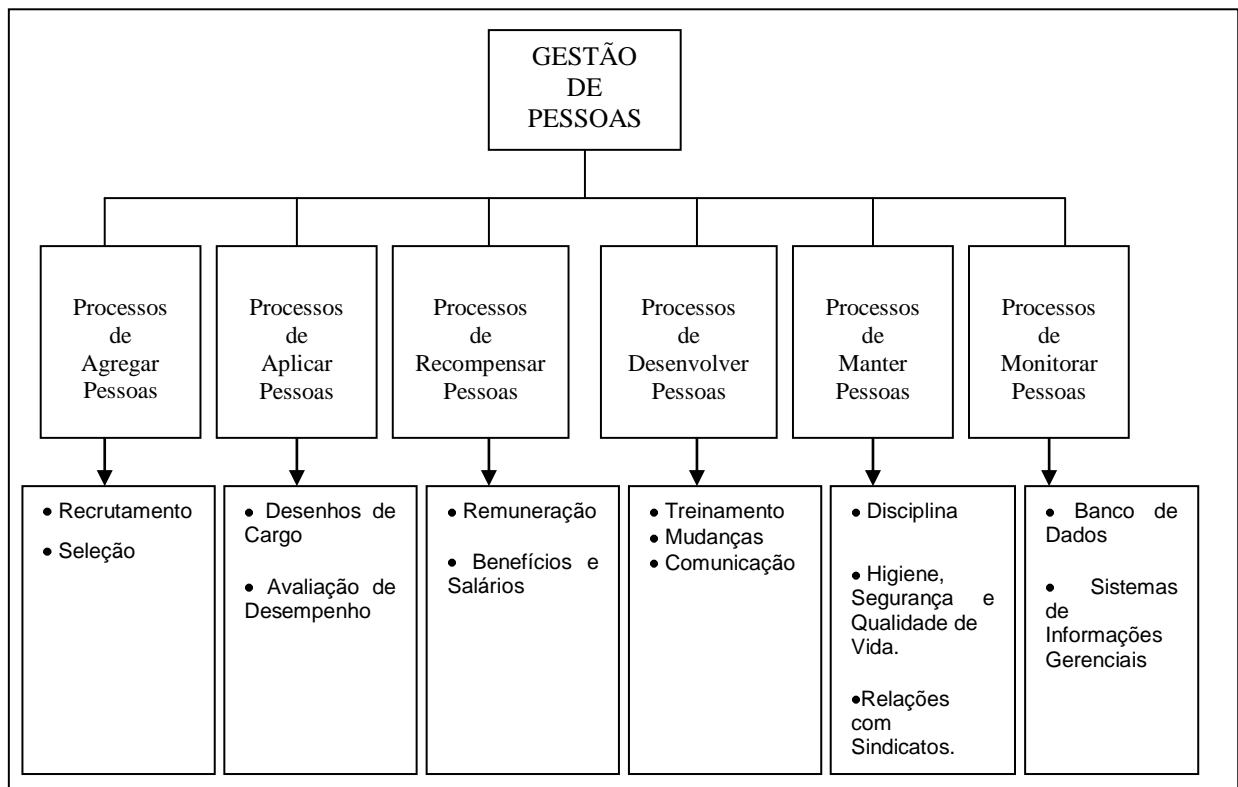 GESTÃO
DE
PESSOAS
Processos
de
Agregar
Pessoas
Processos
de
Aplicar
Pessoas
Processos
de
Recompensar
Pessoas
Processos
de
Desenvolver
Pessoas
Processos
de
Manter
Pessoas
Processos
de
Monitorar
Pessoas
• Recrutamento
• Seleção
• Desenhos de
Cargo
• Avaliação de
Desempenho
• Remuneração
• Benefícios e
Salários
• Treinamento
• Mudanças
• Comunicação
• Disciplina
• Higiene,
Segurança e
Qualidade de
Vida.
•Relações
com
Sindicatos.
• Banco de
Dados
• Sistemas
de
Informações
Gerenciais